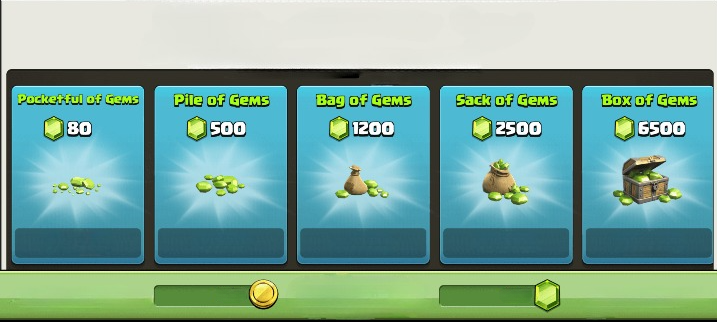 Pocketful of Gems
80
Pile of Gems
500
Bag of Gems
1200
Sack of Gems
2500
Box of Gems
6500